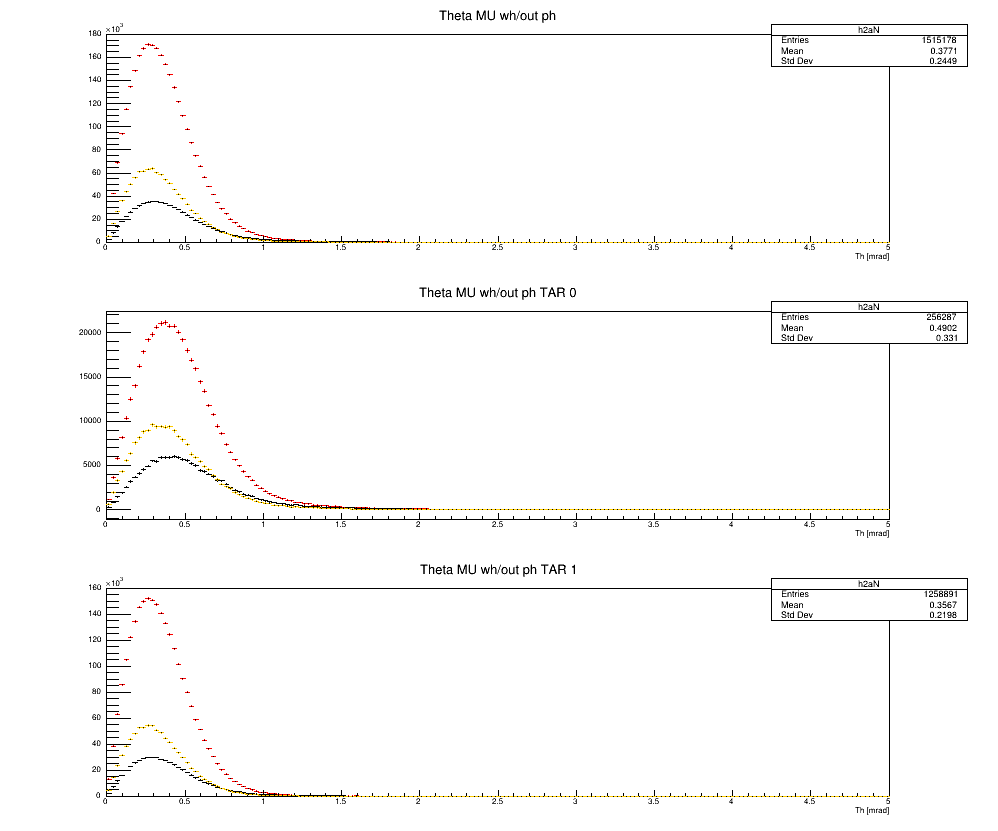 Theta MU wh/out ph
×10³
180
160
140
120
100
80
60
40
20
0
0 0.5 1 1.5 2 2.5 3 3.5 4 4.5 5
Th [mrad]
h2aN
Entries 1515178
Mean 0.3771
Std Dev 0.2449
Theta MU wh/out ph TAR 0
20000
15000
10000
5000
0
0 0.5 1 1.5 2 2.5 3 3.5 4 4.5 5
Th [mrad]
h2aN
Entries 256287
Mean 0.4902
Std Dev 0.331
Theta MU wh/out ph TAR 1
×10³
160
140
120
100
80
60
40
20
0
0 0.5 1 1.5 2 2.5 3 3.5 4 4.5 5
Th [mrad]
h2aN
Entries 1258891
Mean 0.3567
Std Dev 0.2198